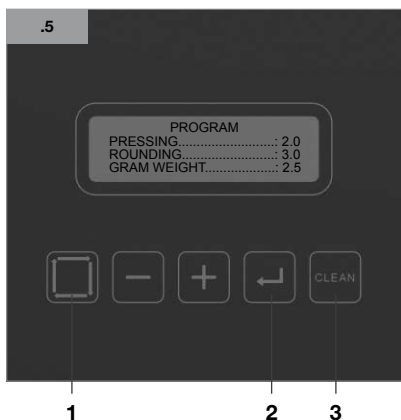 .5
PROGRAM
PRESSING........................: 2.0
ROUNDING.......................: 3.0
GRAM WEIGHT.................: 2.5
CLEAN
1 2 3